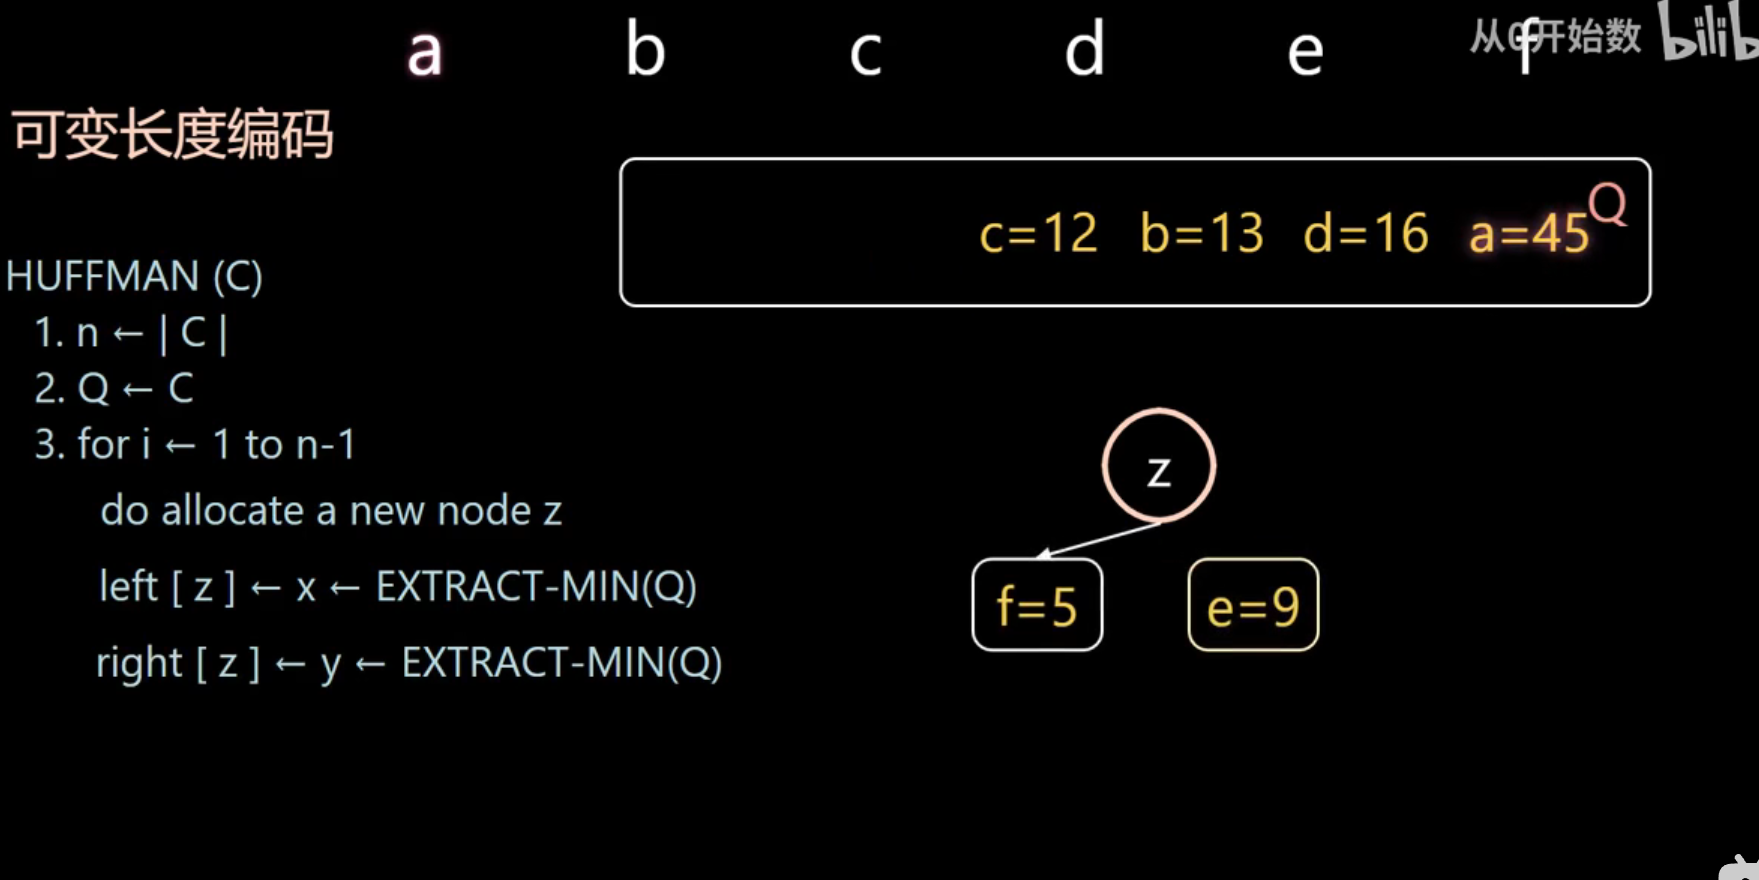 a b c d e f
从0开始数 bilib
可变长度编码
Q
c=12 b=13 d=16 a=45
HUFFMAN (C)
1. n ← | C |
2. Q ← C
3. for i ← 1 to n-1
z
do allocate a new node z
left [ z ] ← x ← EXTRACT-MIN(Q)
f=5 e=9
right [ z ] ← y ← EXTRACT-MIN(Q)